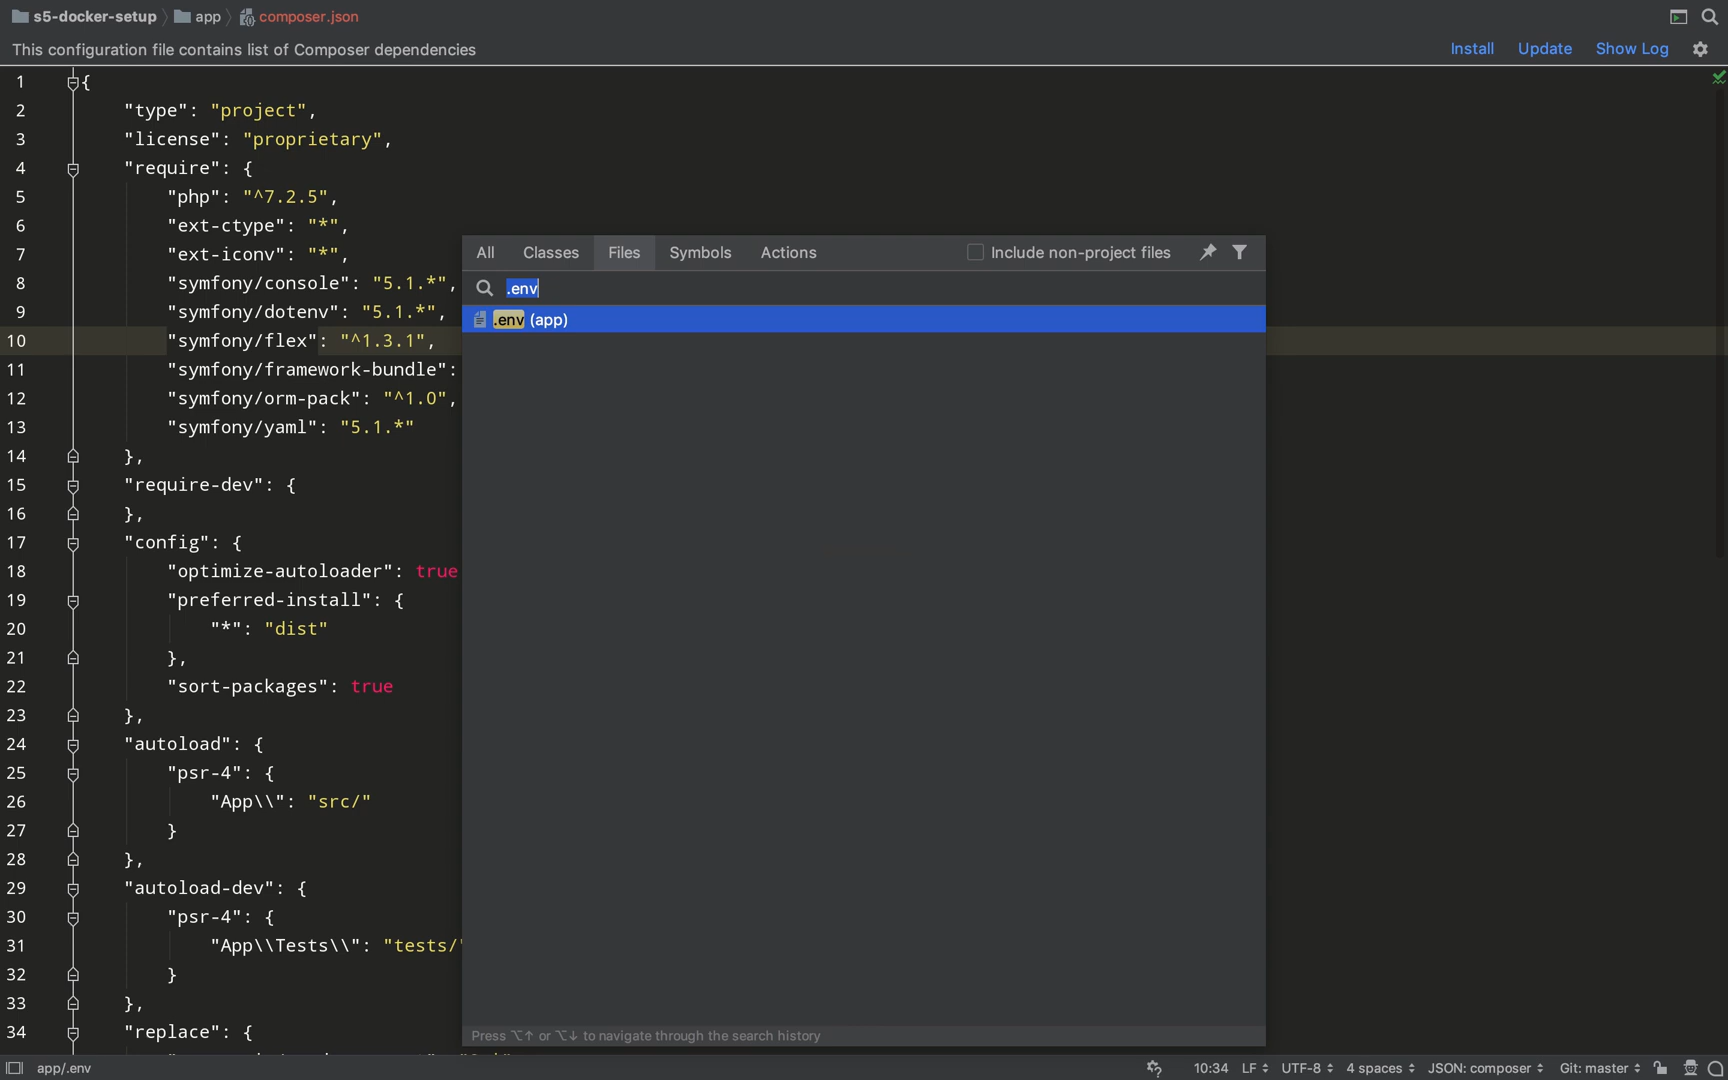 s5-docker-setup app composer.json
This configuration file contains list of Composer dependencies Install Update Show Log
1 {
2 "type": "project",
3 "license": "proprietary",
4 "require": {
5 "php": "^7.2.5",
6 "ext-ctype": "*",
7 "ext-iconv": "*",
8 "symfony/console": "5.1.*",
9 "symfony/dotenv": "5.1.*",
10 "symfony/flex": "^1.3.1",
11 "symfony/framework-bundle":
12 "symfony/orm-pack": "^1.0",
13 "symfony/yaml": "5.1.*"
14 },
15 "require-dev": {
16 },
17 "config": {
18 "optimize-autoloader": true
19 "preferred-install": {
20 "*": "dist"
21 },
22 "sort-packages": true
23 },
24 "autoload": {
25 "psr-4": {
26 "App\\": "src/"
27 }
28 },
29 "autoload-dev": {
30 "psr-4": {
31 "App\\Tests\\": "tests/"
32 }
33 },
34 "replace": {
All Classes Files Symbols Actions Include non-project files
.env
.env (app)
Press ⌥↑ or ⌥↓ to navigate through the search history
app/.env 10:34 LF UTF-8 4 spaces JSON: composer Git: master